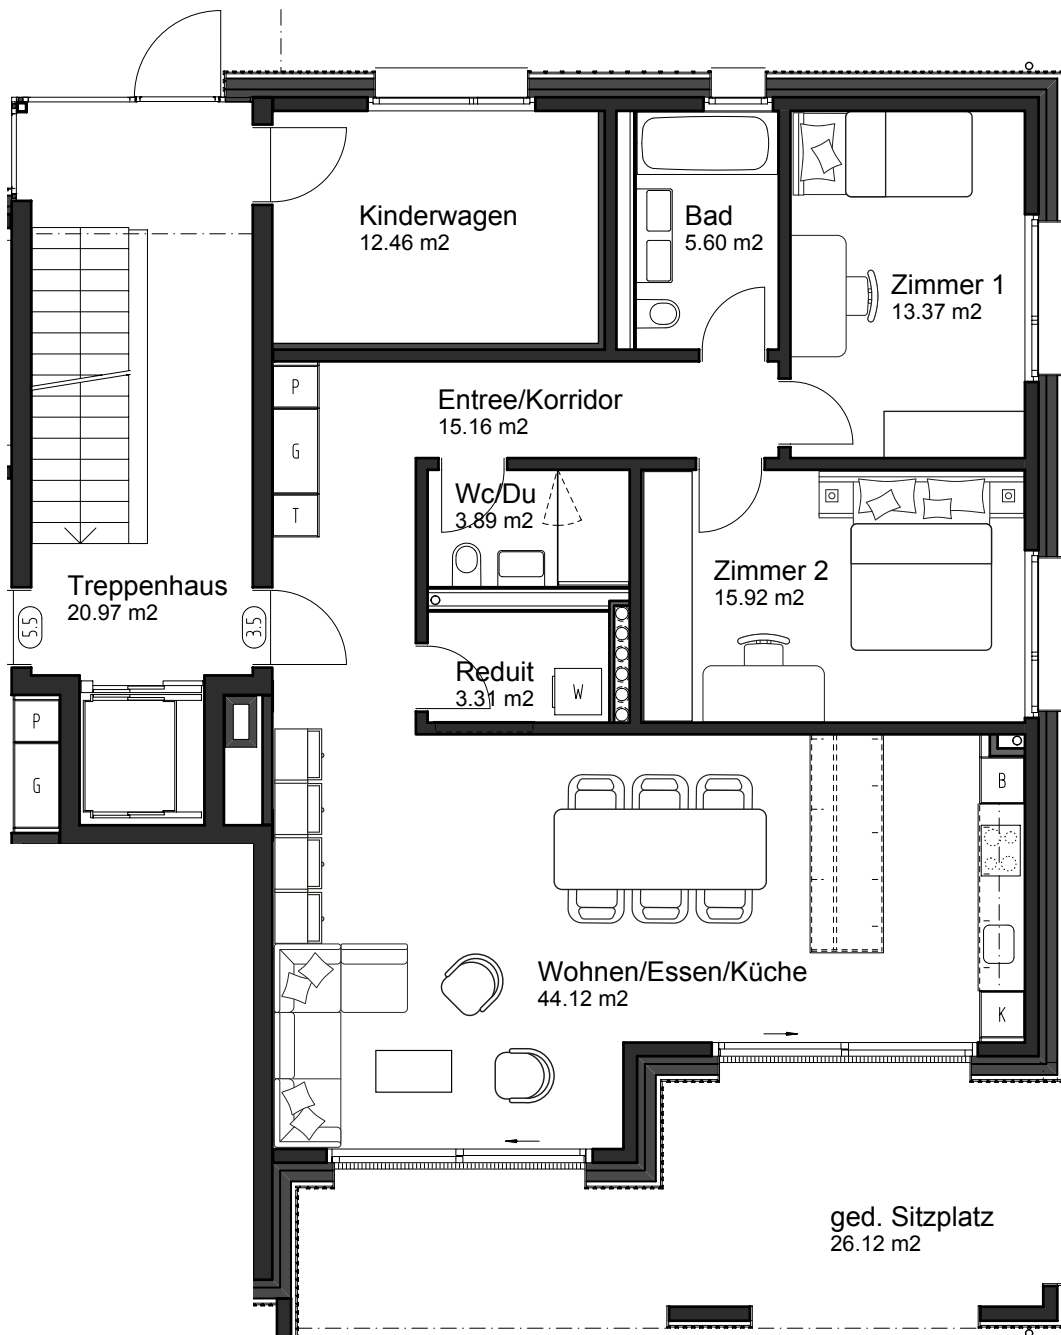 Kinderwagen
12.46 m2
Bad
5.60 m2
Zimmer 1
13.37 m2
P
G
T
Entree/Korridor
15.16 m2
Wc/Du
3.89 m2
Zimmer 2
15.92 m2
Treppenhaus
20.97 m2
5.5
3.5
Reduit
3.31 m2
W
P
G
B
Wohnen/Essen/Küche
44.12 m2
K
ged. Sitzplatz
26.12 m2